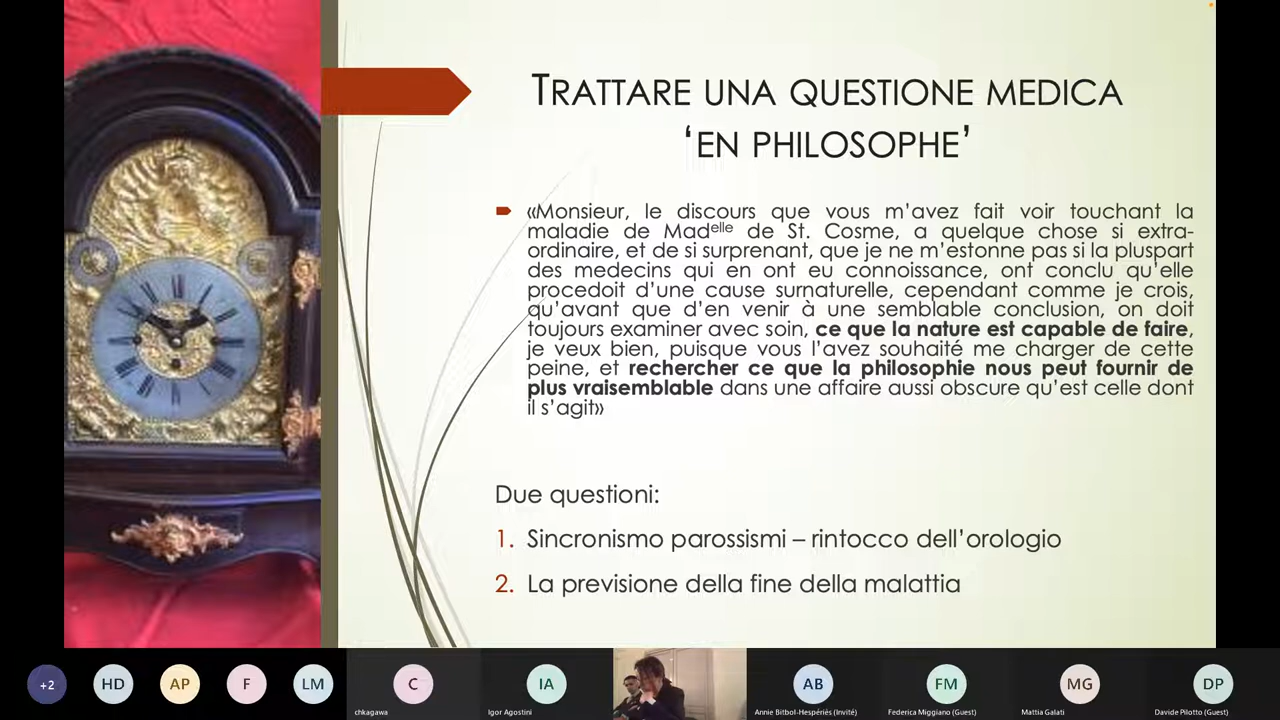 TRATTARE UNA QUESTIONE MEDICA
‘EN PHILOSOPHE’
«Monsieur, le discours que vous m’avez fait voir touchant la
maladie de Madelle de St. Cosme, a quelque chose si extra-
ordinaire, et de si surprenant, que je ne m’estonne pas si la pluspart
des medecins qui en ont eu connoissance, ont conclu qu’elle
procedoit d’une cause surnaturelle, cependant comme je crois,
qu’avant que d’en venir à une semblable conclusion, on doit
toujours examiner avec soin, ce que la nature est capable de faire,
je veux bien, puisque vous l’avez souhaité me charger de cette
peine, et rechercher ce que la philosophie nous peut fournir de
plus vraisemblable dans une affaire aussi obscure qu’est celle dont
il s’agit»
Due questioni:
1. Sincronismo parossismi – rintocco dell’orologio
2. La previsione della fine della malattia
+2
HD
AP
F
LM
C
IA
AB
FM
MG
DP
chkagawa
Igor Agostini
Annie Bitbol-Hespériès (Invité)
Federica Miggiano (Guest)
Mattia Galati
Davide Pilotto (Guest)